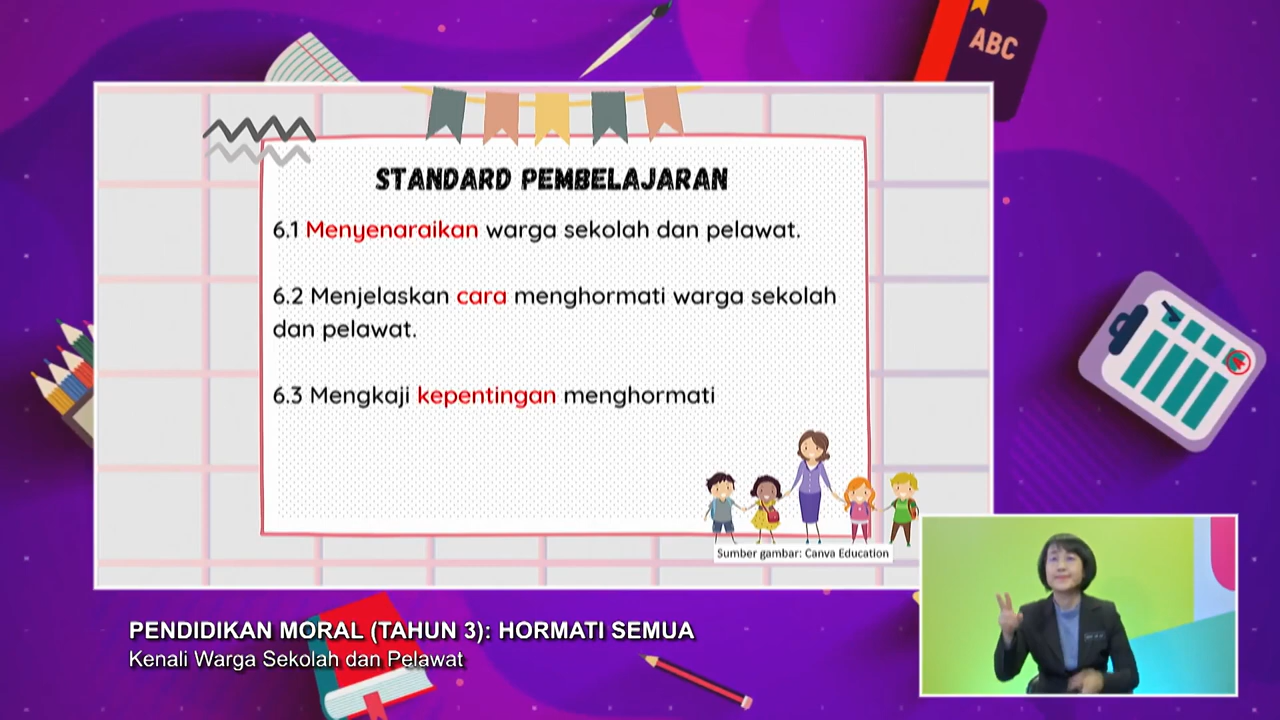 ABC
STANDARD PEMBELAJARAN
6.1 Menyenaraikan warga sekolah dan pelawat.
6.2 Menjelaskan cara menghormati warga sekolah
dan pelawat.
6.3 Mengkaji kepentingan menghormati
Sumber gambar: Canva Education
PENDIDIKAN MORAL (TAHUN 3): HORMATI SEMUA
Kenali Warga Sekolah dan Pelawat